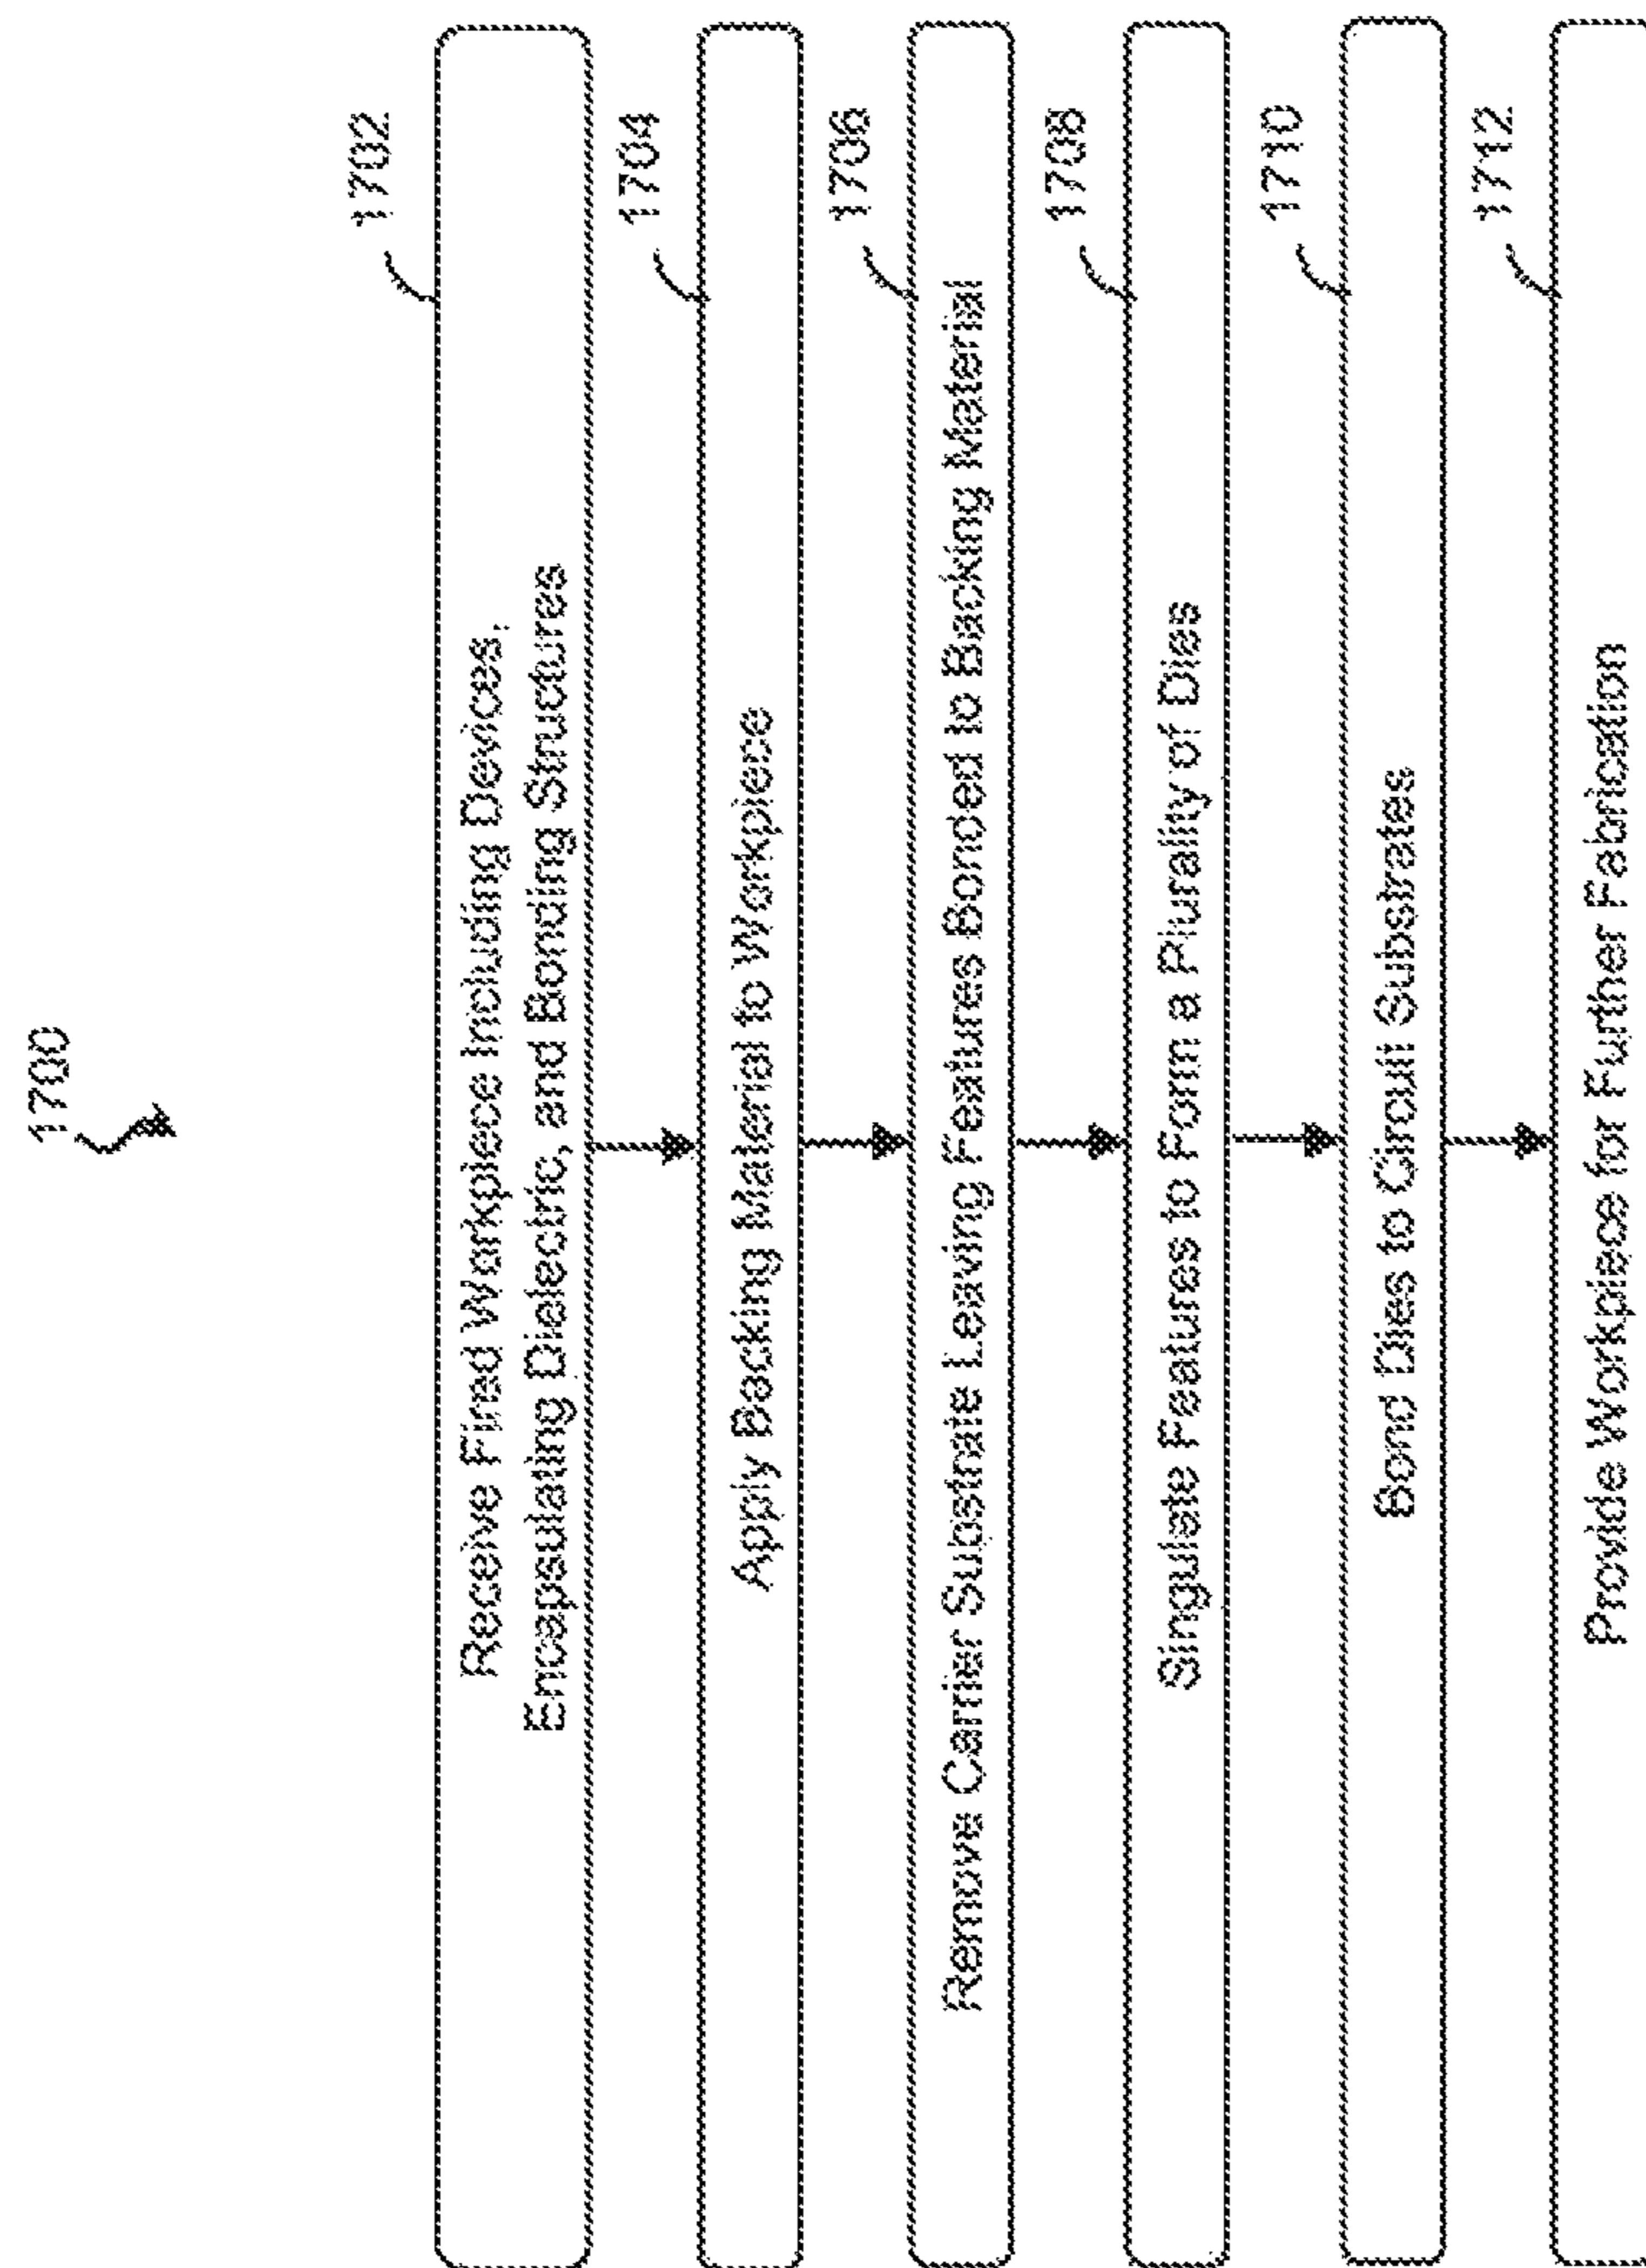 1700
1702
Receive Fired Workpiece Including Devices,
Encapsulating Dielectric, and Bonding Structures
1704
Apply Backing Material to Workpiece
1706
Remove Carrier Substrate Leaving Features Bonded to Backing Material
1708
Singulate Features to Form a Plurality of Dies
1710
Bond Dies to Circuit Substrates
1712
Provide Workpiece for Further Fabrication